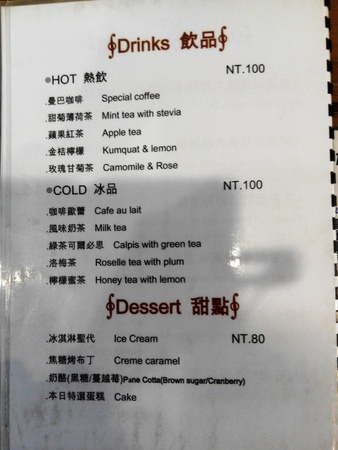 ∮Drinks 飲品∮
◎HOT 熱飲 NT.100
.曼巴咖啡 Special coffee
.甜菊薄荷茶 Mint tea with stevia
.蘋果紅茶 Apple tea
.金桔檸檬 Kumquat & lemon
.玫瑰甘菊茶 Camomile & Rose
◎COLD 冰品 NT.100
.咖啡歐蕾 Cafe au lait
.風味奶茶 Milk tea
.綠茶可爾必思 Calpis with green tea
.洛梅茶 Roselle tea with plum
.檸檬蜜茶 Honey tea with lemon
∮Dessert 甜點∮
.冰淇淋聖代 Ice Cream NT.80
.焦糖烤布丁 Creme caramel
.奶酪(黑糖/蔓越莓)Pane Cotta(Brown sugar/Cranberry)
.本日特選蛋糕 Cake